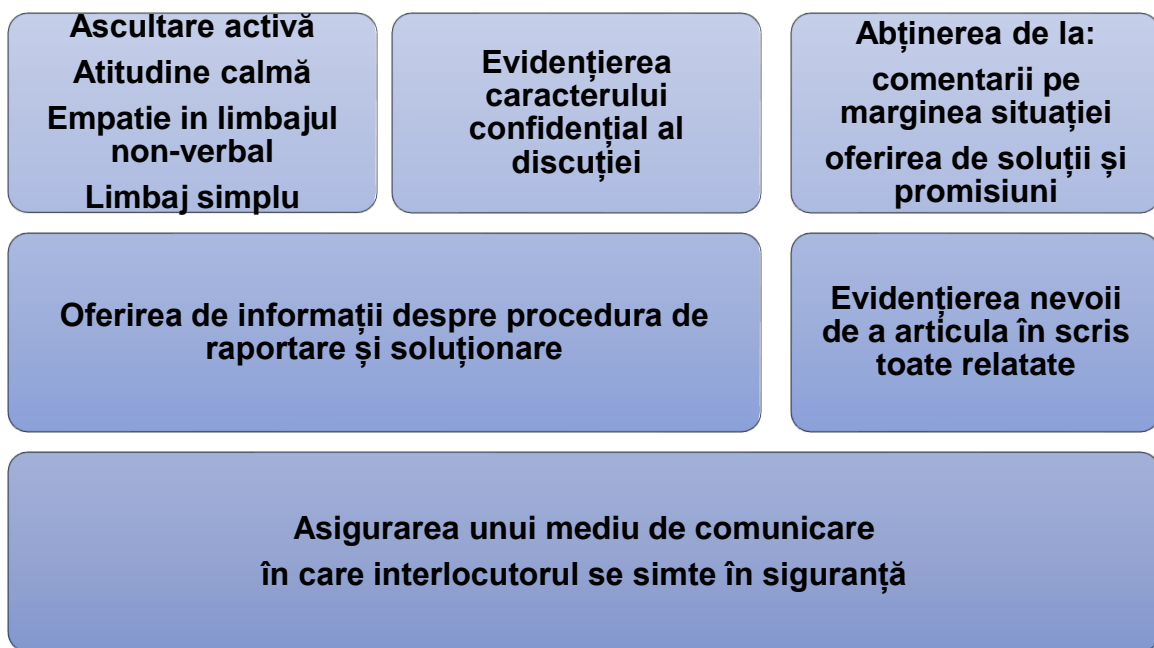 Ascultare activă
Atitudine calmă
Empatie in limbajul
non-verbal
Limbaj simplu
Evidențierea
caracterului
confidențial al
discuției
Abținerea de la:
comentarii pe
marginea situației
oferirea de soluții și
promisiuni
Oferirea de informații despre procedura de
raportare și soluționare
Evidențierea nevoii
de a articula în scris
toate relatate
Asigurarea unui mediu de comunicare
în care interlocutorul se simte în siguranță